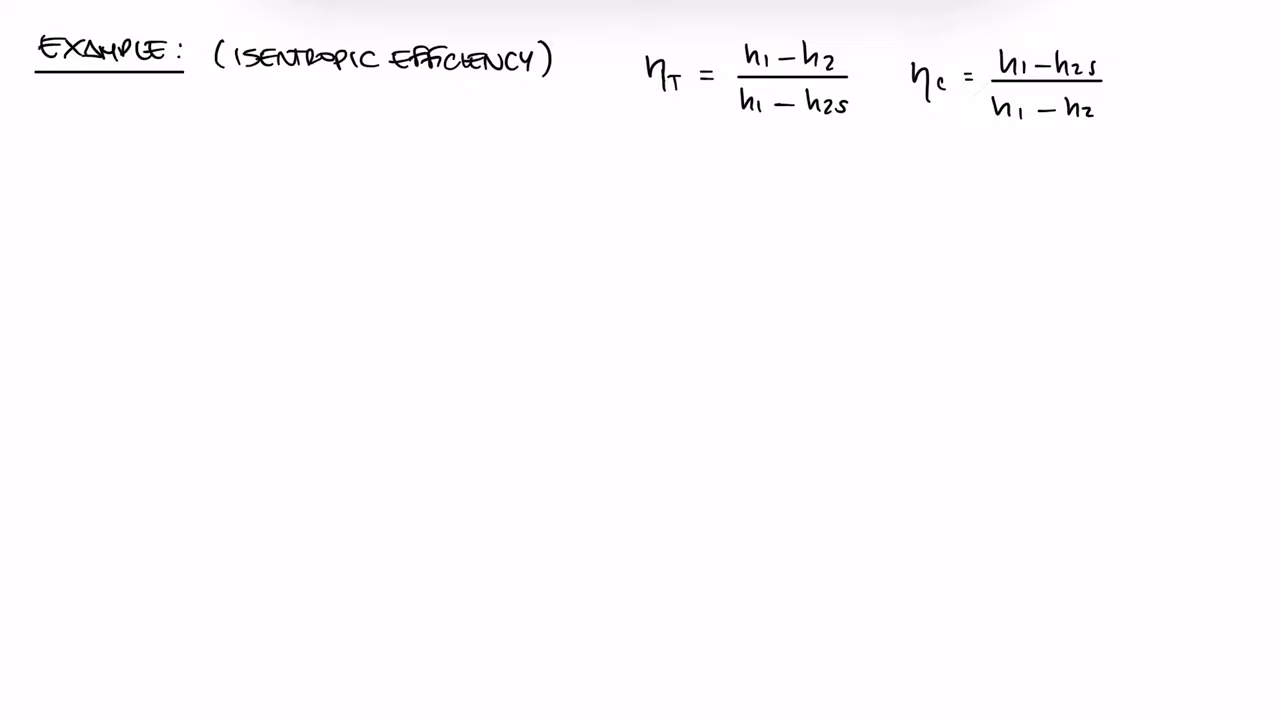 EXAMPLE: (ISENTROPIC EFFICIENCY) ηT = h1 − h2 / h1 − h2s ηc = h1 − h2s / h1 − h2